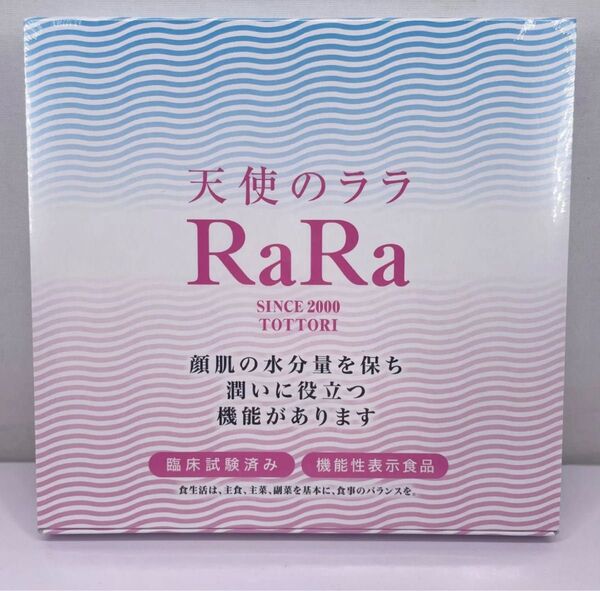 天使のララ
RaRa
SINCE 2000
TOTTORI
顔肌の水分量を保ち
潤いに役立つ
機能があります
臨床試験済み 機能性表示食品
食生活は、主食、主菜、副菜を基本に、食事のバランスを。